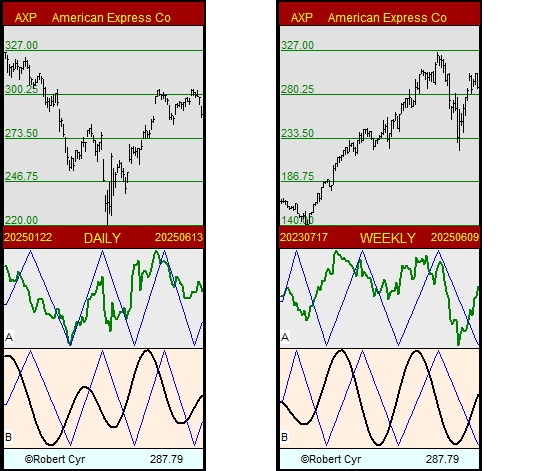 AXP American Express Co
327.00
300.25
273.50
246.75
220.00
20250122 DAILY 20250613
A
B
©Robert Cyr 287.79
AXP American Express Co
327.00
280.25
233.50
186.75
140.00
20230717 WEEKLY 20250609
A
B
©Robert Cyr 287.79